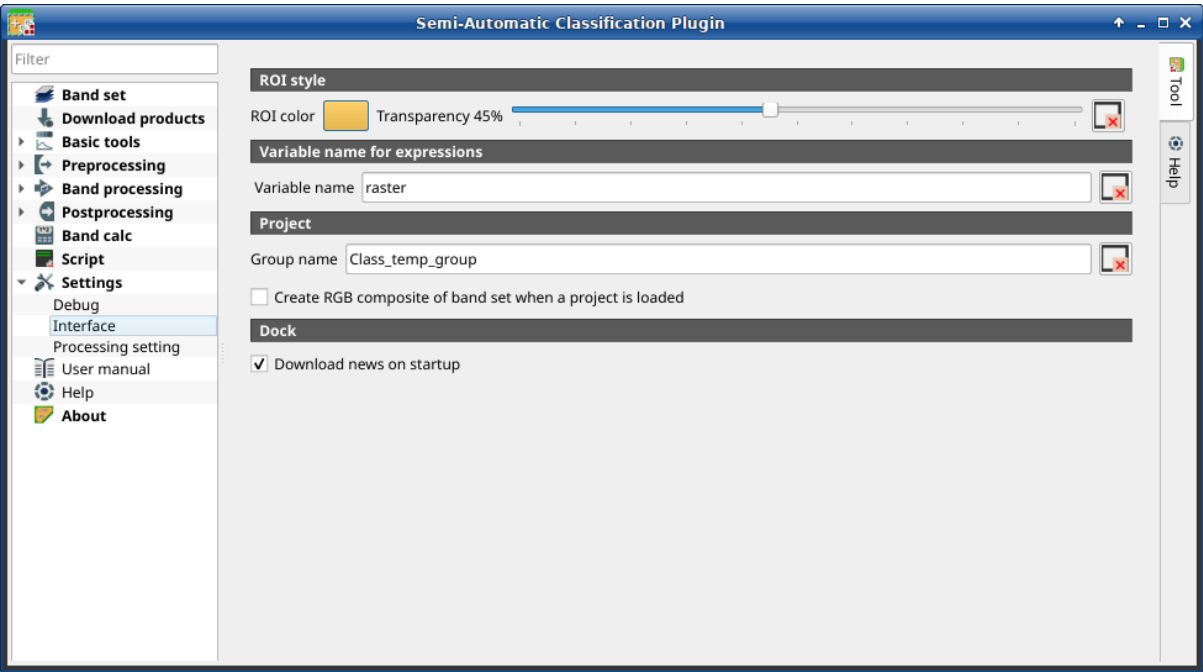 Semi-Automatic Classification Plugin
Filter
Band set
Download products
Basic tools
Preprocessing
Band processing
Postprocessing
Band calc
Script
Settings
Debug
Interface
Processing setting
User manual
Help
About
ROI style
ROI color Transparency 45%
Variable name for expressions
Variable name raster
Project
Group name Class_temp_group
Create RGB composite of band set when a project is loaded
Dock
Download news on startup
Tool
Help